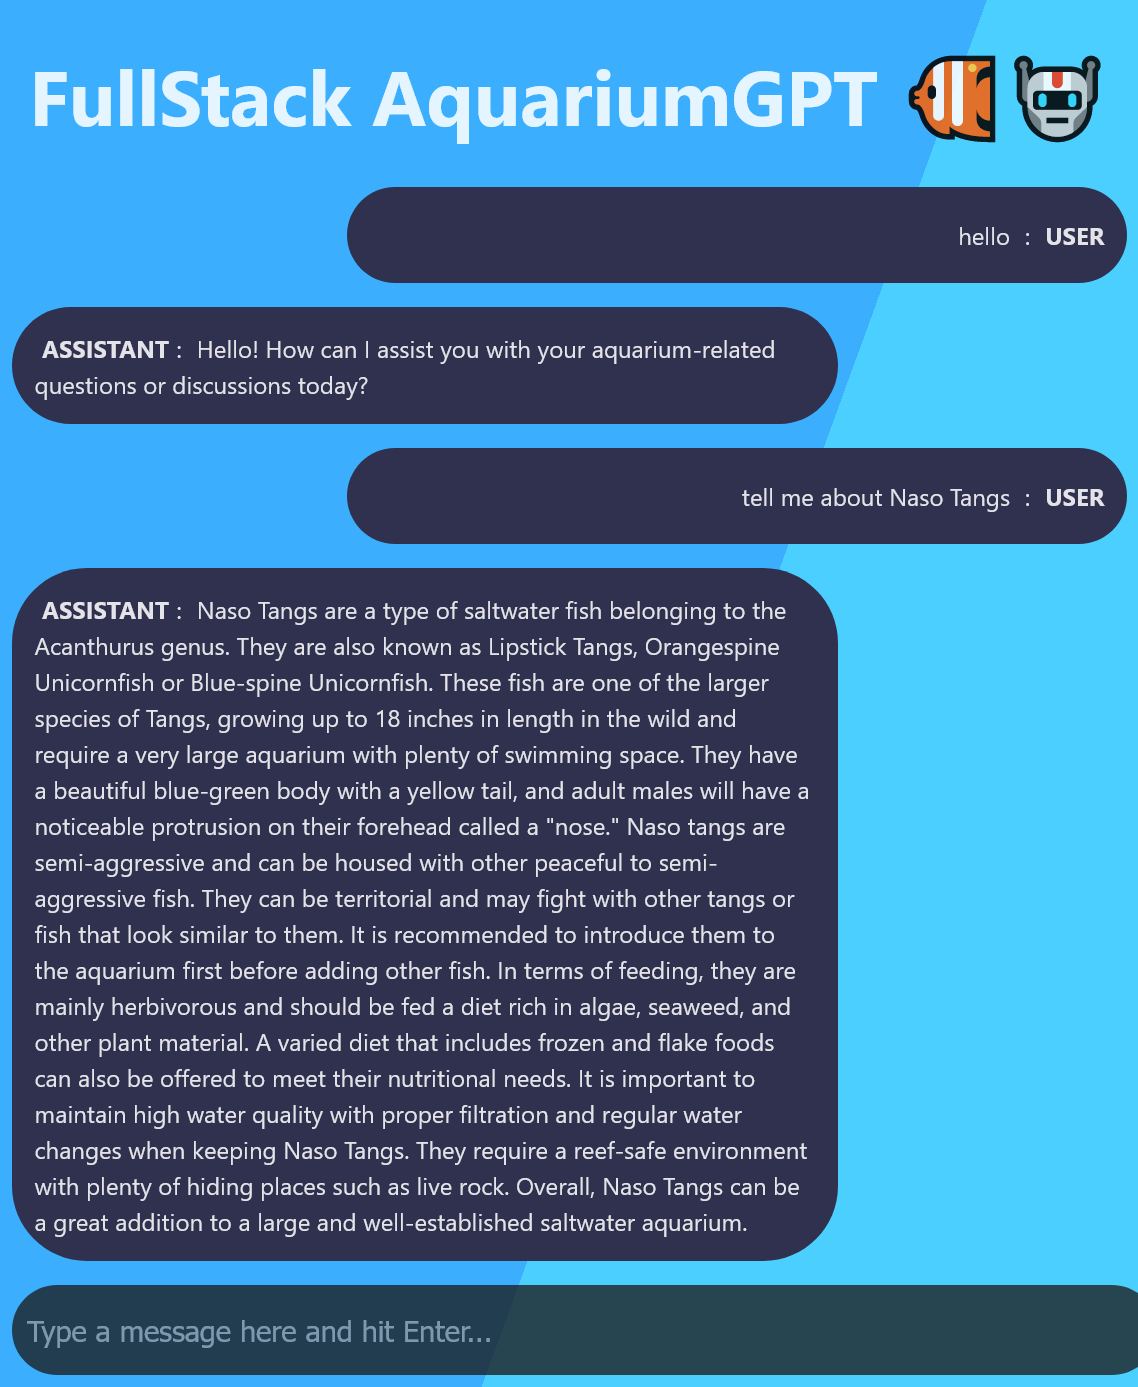 FullStack AquariumGPT
hello : USER
ASSISTANT : Hello! How can I assist you with your aquarium-related
questions or discussions today?
tell me about Naso Tangs : USER
ASSISTANT : Naso Tangs are a type of saltwater fish belonging to the
Acanthurus genus. They are also known as Lipstick Tangs, Orangespine
Unicornfish or Blue-spine Unicornfish. These fish are one of the larger
species of Tangs, growing up to 18 inches in length in the wild and
require a very large aquarium with plenty of swimming space. They have
a beautiful blue-green body with a yellow tail, and adult males will have a
noticeable protrusion on their forehead called a "nose." Naso tangs are
semi-aggressive and can be housed with other peaceful to semi-
aggressive fish. They can be territorial and may fight with other tangs or
fish that look similar to them. It is recommended to introduce them to
the aquarium first before adding other fish. In terms of feeding, they are
mainly herbivorous and should be fed a diet rich in algae, seaweed, and
other plant material. A varied diet that includes frozen and flake foods
can also be offered to meet their nutritional needs. It is important to
maintain high water quality with proper filtration and regular water
changes when keeping Naso Tangs. They require a reef-safe environment
with plenty of hiding places such as live rock. Overall, Naso Tangs can be
a great addition to a large and well-established saltwater aquarium.
Type a message here and hit Enter...